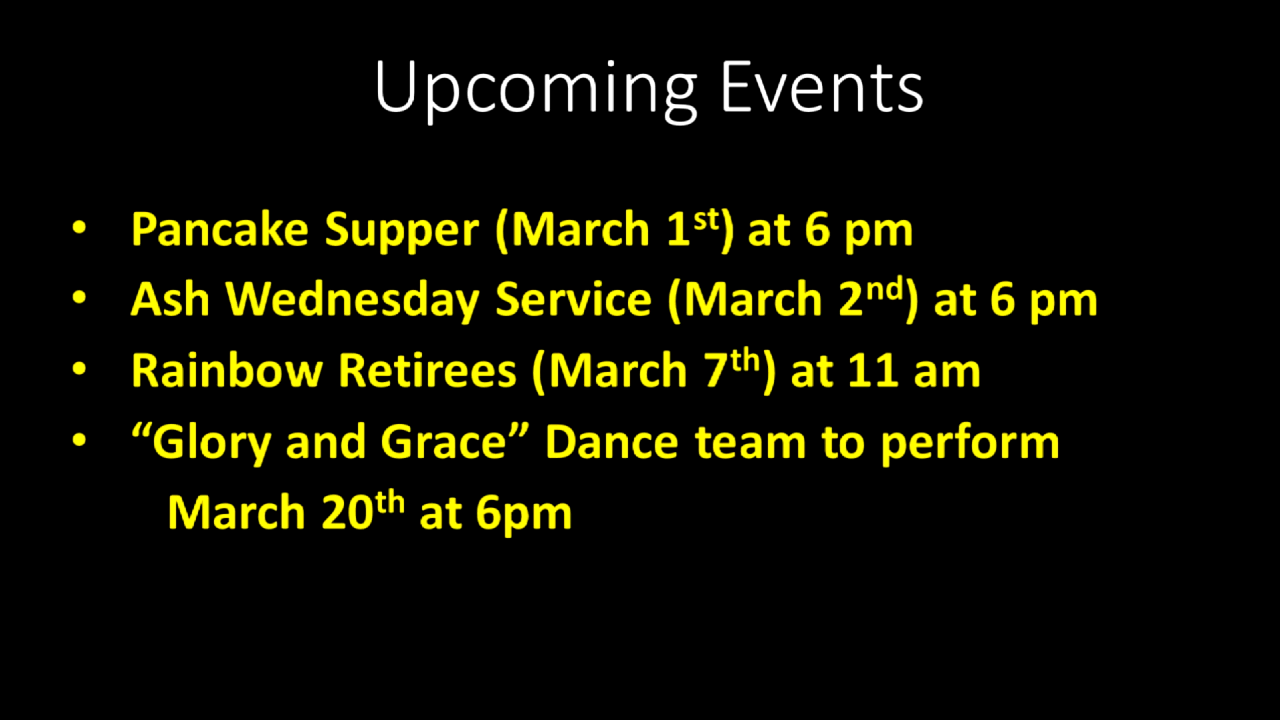 Upcoming Events
• Pancake Supper (March 1st) at 6 pm
• Ash Wednesday Service (March 2nd) at 6 pm
• Rainbow Retirees (March 7th) at 11 am
• “Glory and Grace” Dance team to perform
March 20th at 6pm